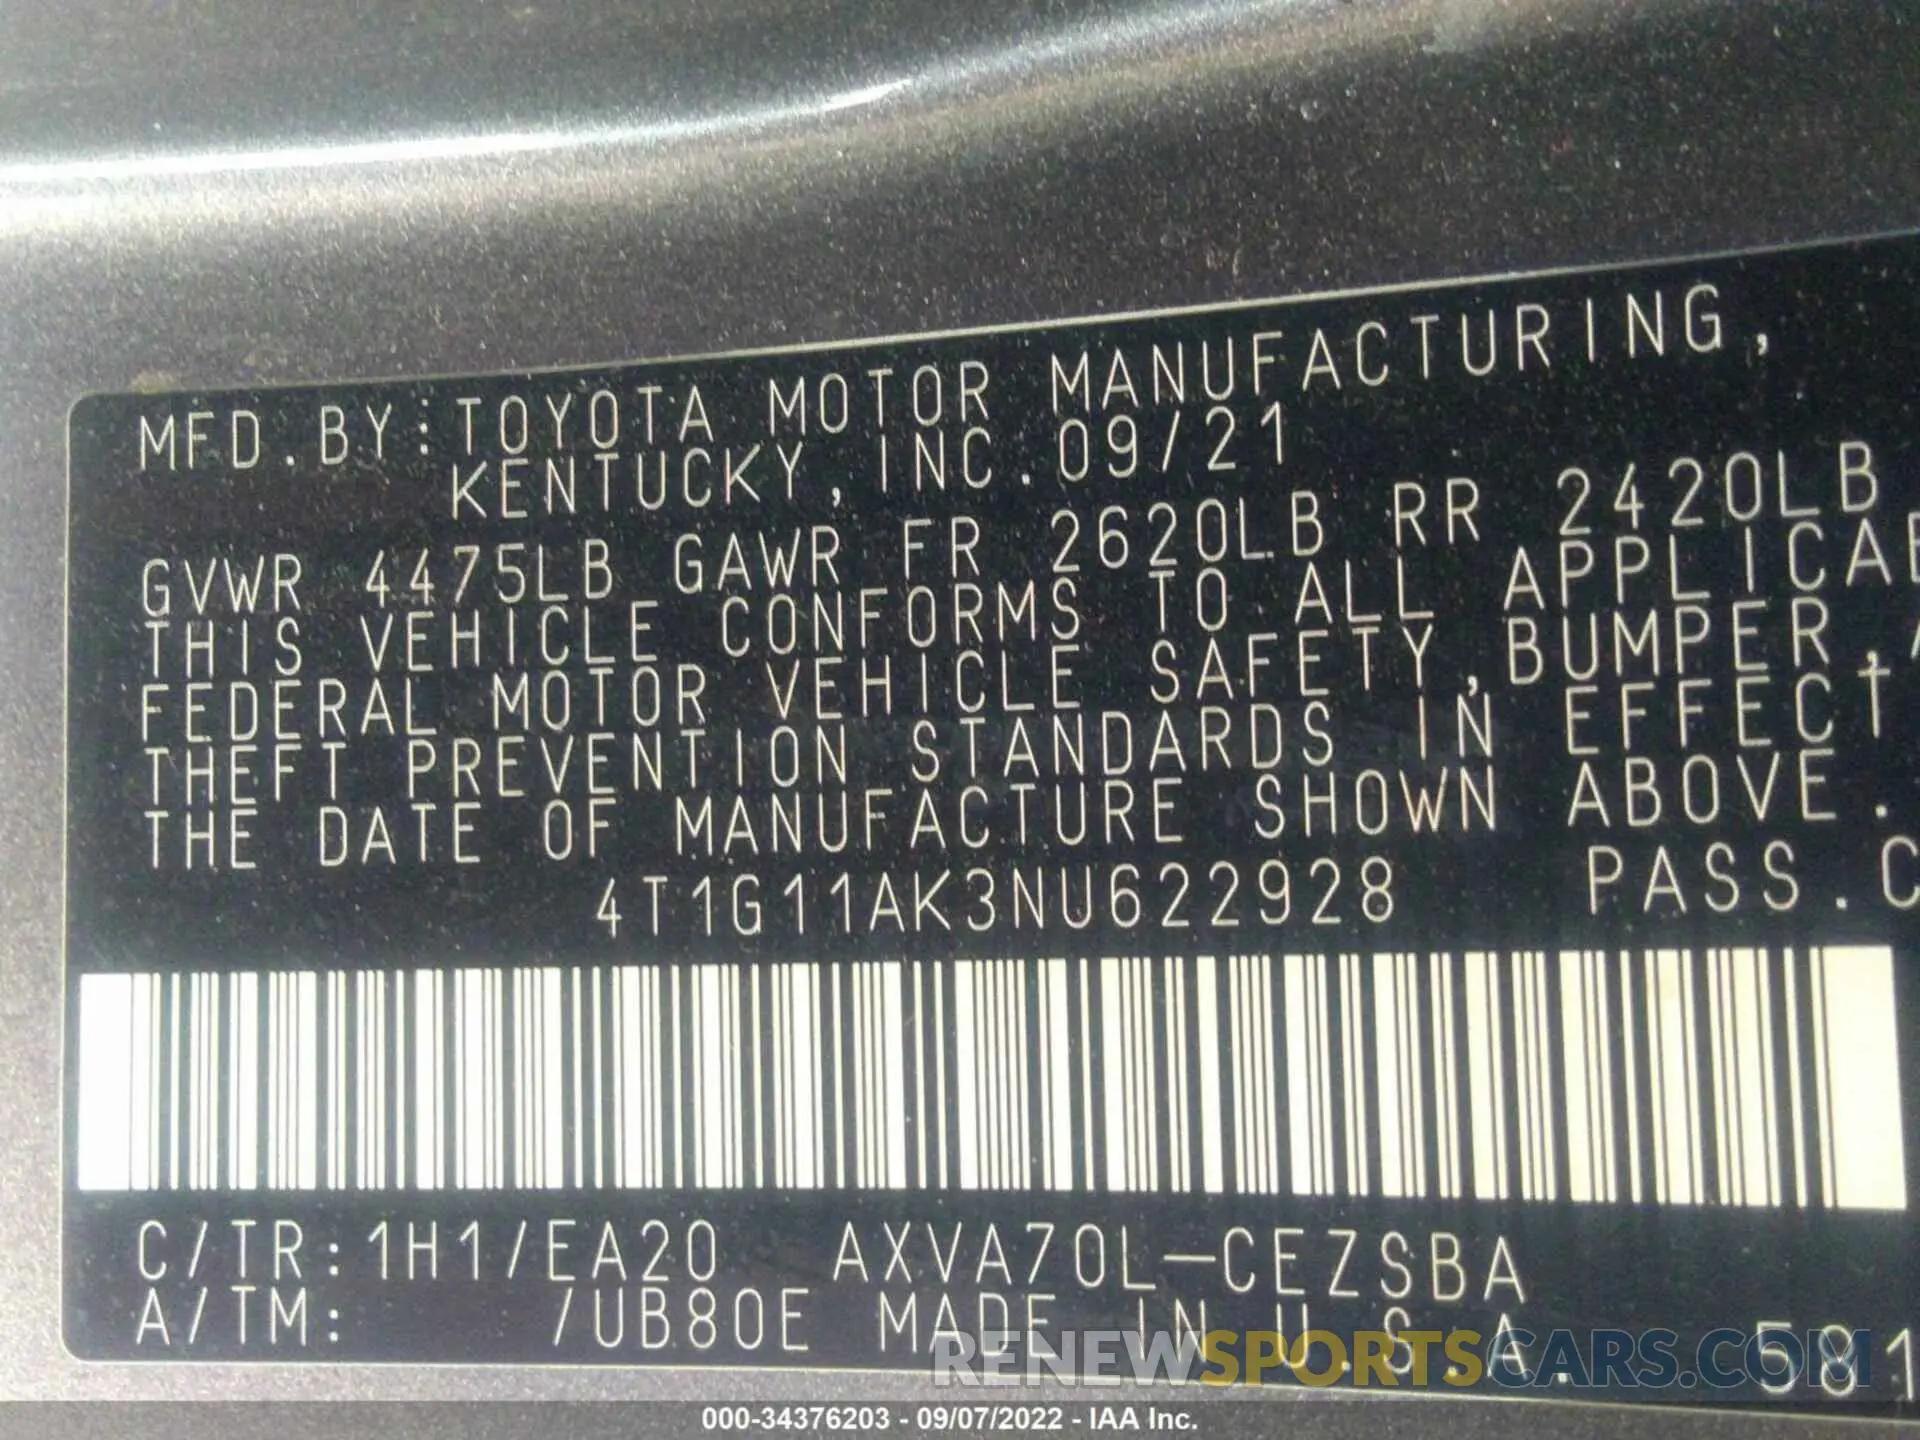 MFD.BY:TOYOTA MOTOR MANUFACTURING,
KENTUCKY, INC. 09/21
GVWR 4475LB GAWR FR 2620LB RR 2420LB
THIS VEHICLE CONFORMS TO ALL APPLICAB
FEDERAL MOTOR VEHICLE SAFETY,BUMPER,A
THEFT PREVENTION STANDARDS IN EFFECT
THE DATE OF MANUFACTURE SHOWN ABOVE.
4T1G11AK3NU622928 PASS.C
C/TR:1H1/EA20 AXVA70L-CEZSBA
A/TM: /UB80E MADE IN U.S.A. 581
RENEWSPORTSCARS.COM
000-34376203 - 09/07/2022 - IAA Inc.